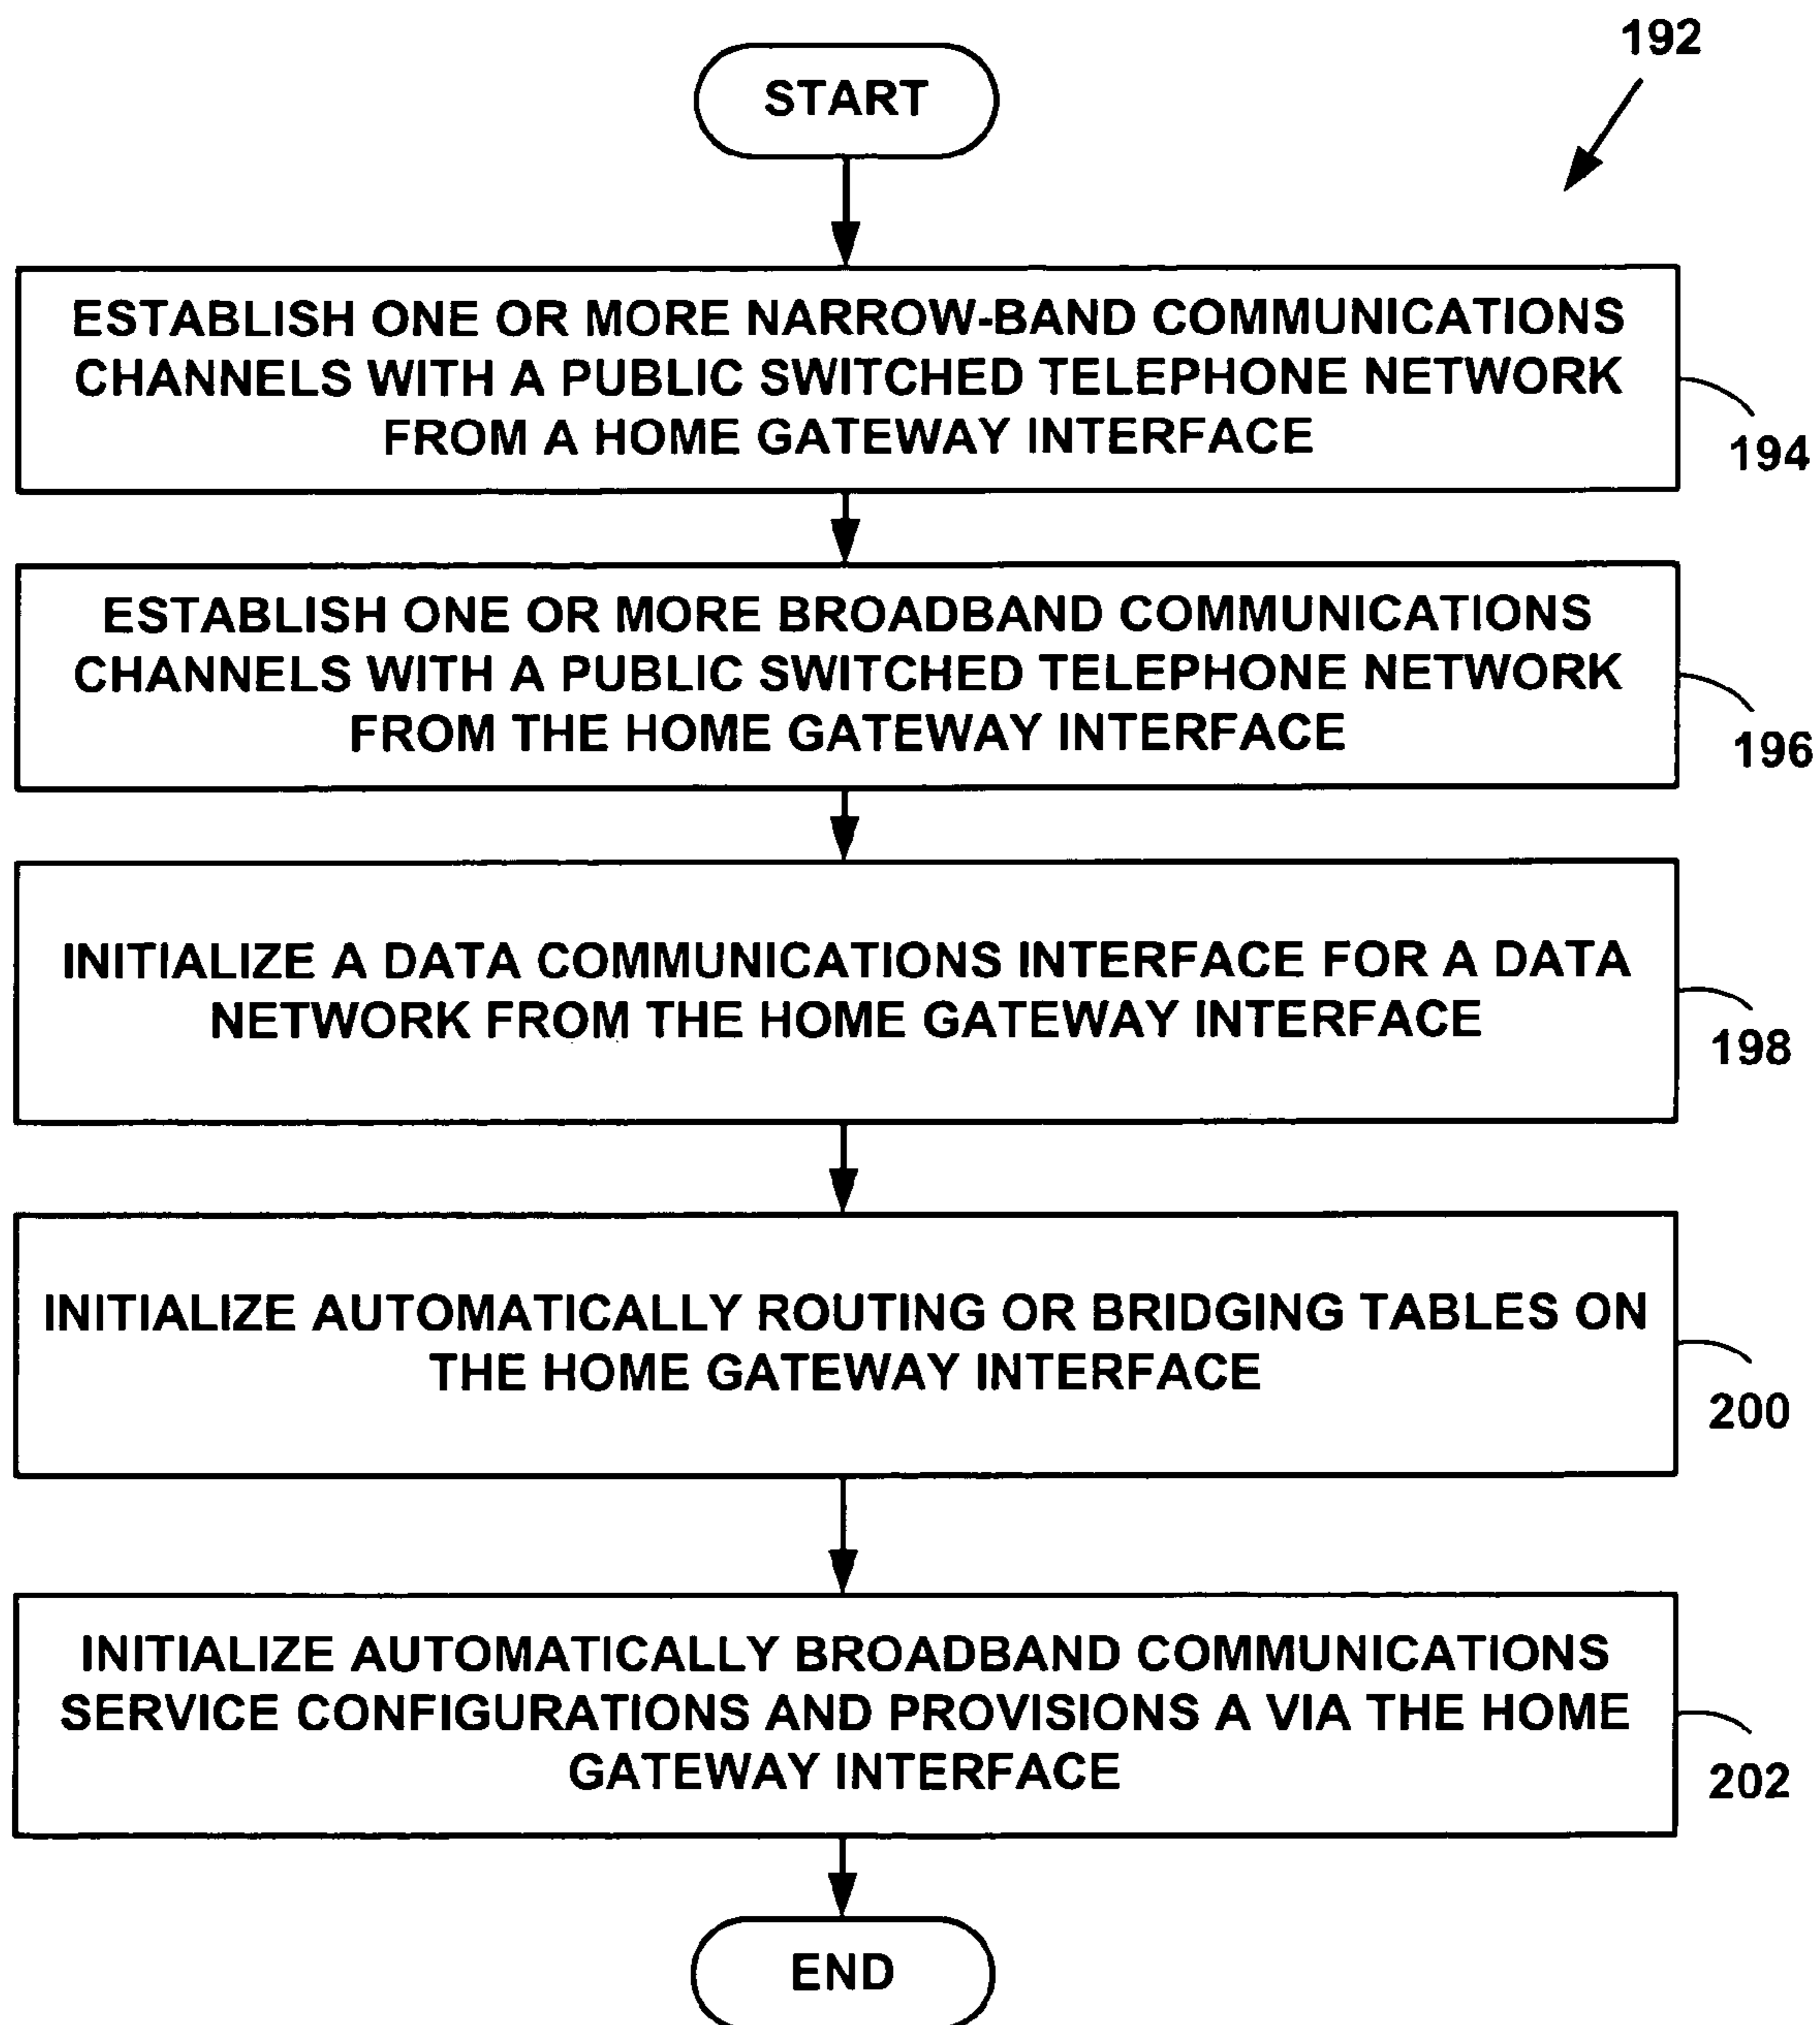 192
START
ESTABLISH ONE OR MORE NARROW-BAND COMMUNICATIONS
CHANNELS WITH A PUBLIC SWITCHED TELEPHONE NETWORK
FROM A HOME GATEWAY INTERFACE
194
ESTABLISH ONE OR MORE BROADBAND COMMUNICATIONS
CHANNELS WITH A PUBLIC SWITCHED TELEPHONE NETWORK
FROM THE HOME GATEWAY INTERFACE
196
INITIALIZE A DATA COMMUNICATIONS INTERFACE FOR A DATA
NETWORK FROM THE HOME GATEWAY INTERFACE
198
INITIALIZE AUTOMATICALLY ROUTING OR BRIDGING TABLES ON
THE HOME GATEWAY INTERFACE
200
INITIALIZE AUTOMATICALLY BROADBAND COMMUNICATIONS
SERVICE CONFIGURATIONS AND PROVISIONS A VIA THE HOME
GATEWAY INTERFACE
202
END